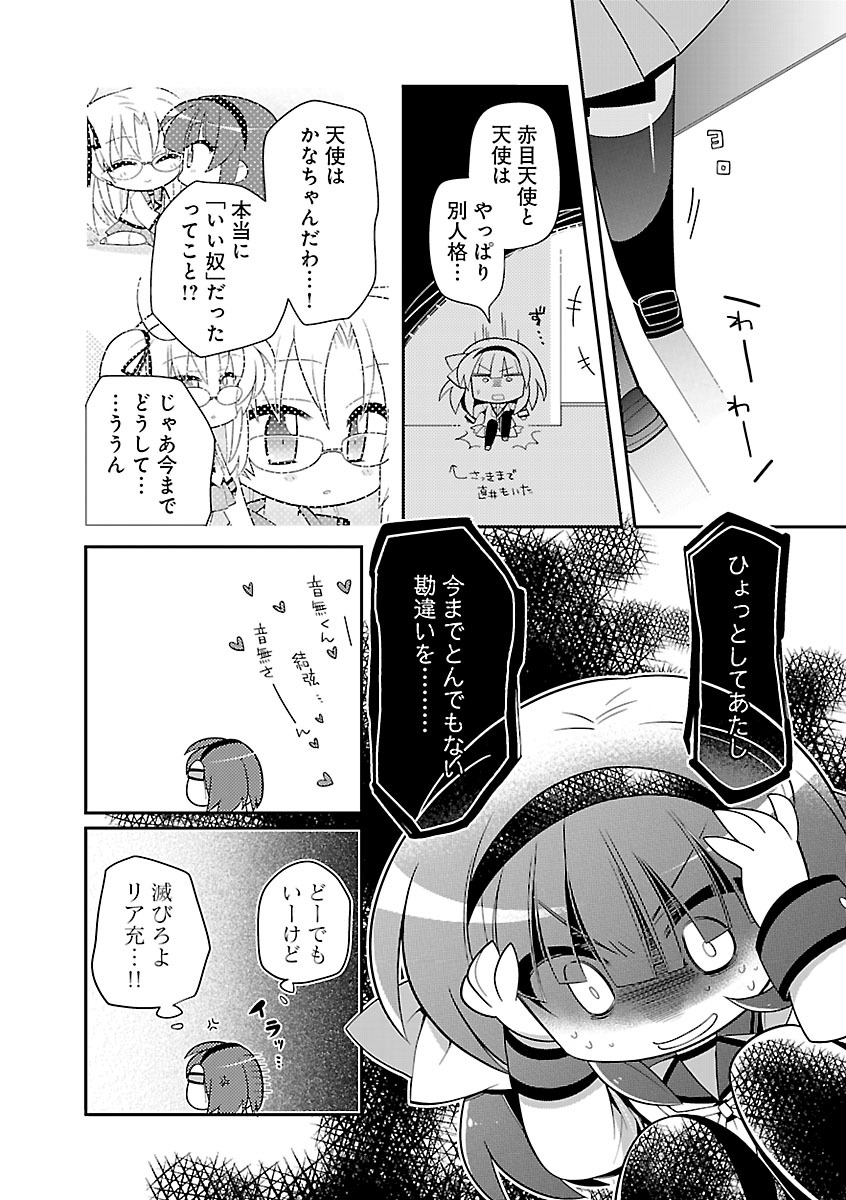 ヨロ
わーわー
赤目天使と
天使は
やっぱり
別人格…
ず…
さっきまで
直井もいた
天使は
かなちゃんだわ…!
本当に
「いい奴」だった
ってこと!?
じゃあ今まで
どうして…
…ううん
ひょっとしてあたし
今までとんでもない
勘違いを………
音無くーん
結弦…
音無さーん
どーでも
いーけど
滅びろよ
リア充…!!
イラッ…